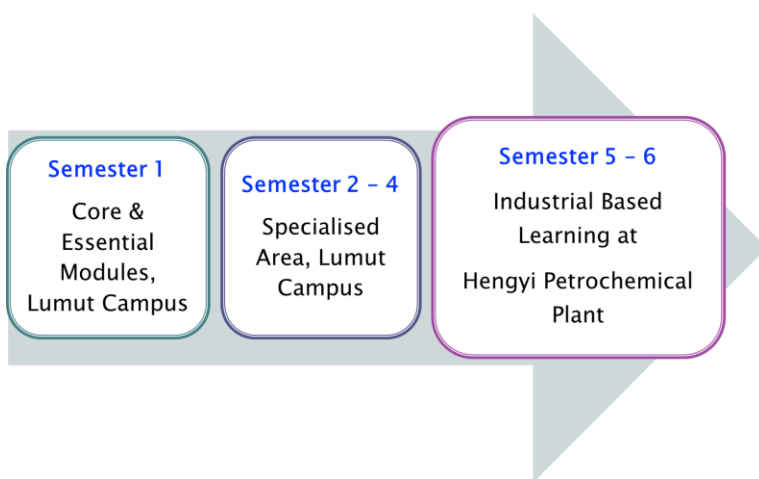 Semester 1
Core &
Essential
Modules,
Lumut Campus
Semester 2 – 4
Specialised
Area, Lumut
Campus
Semester 5 – 6
Industrial Based
Learning at
Hengyi Petrochemical
Plant